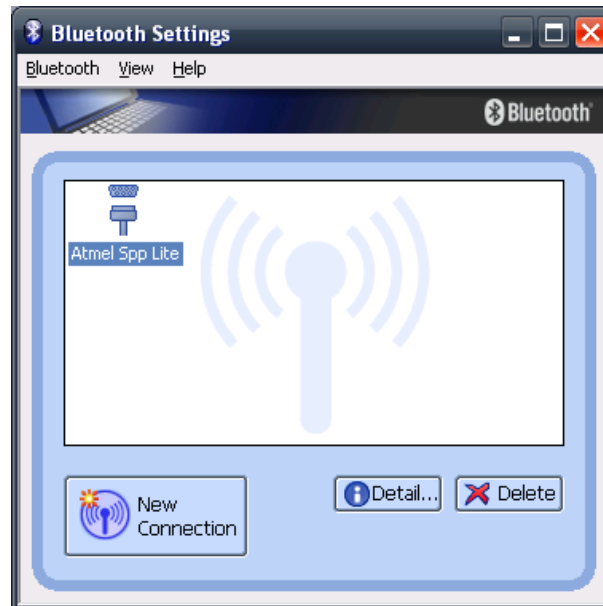 Bluetooth Settings
Bluetooth View Help
Bluetooth®
Atmel Spp Lite
New
Connection
Detail...
Delete